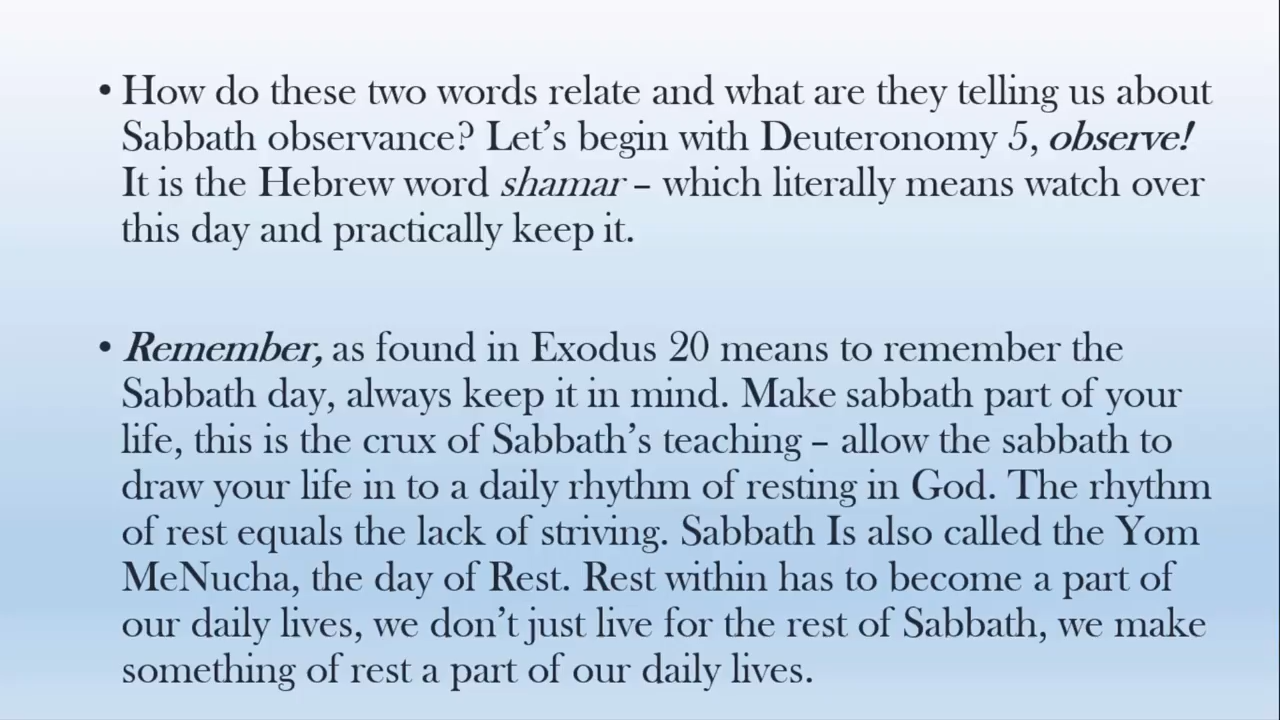 • How do these two words relate and what are they telling us about
Sabbath observance? Let's begin with Deuteronomy 5, observe!
It is the Hebrew word shamar – which literally means watch over
this day and practically keep it.
• Remember, as found in Exodus 20 means to remember the
Sabbath day, always keep it in mind. Make sabbath part of your
life, this is the crux of Sabbath's teaching – allow the sabbath to
draw your life in to a daily rhythm of resting in God. The rhythm
of rest equals the lack of striving. Sabbath Is also called the Yom
MeNucha, the day of Rest. Rest within has to become a part of
our daily lives, we don't just live for the rest of Sabbath, we make
something of rest a part of our daily lives.